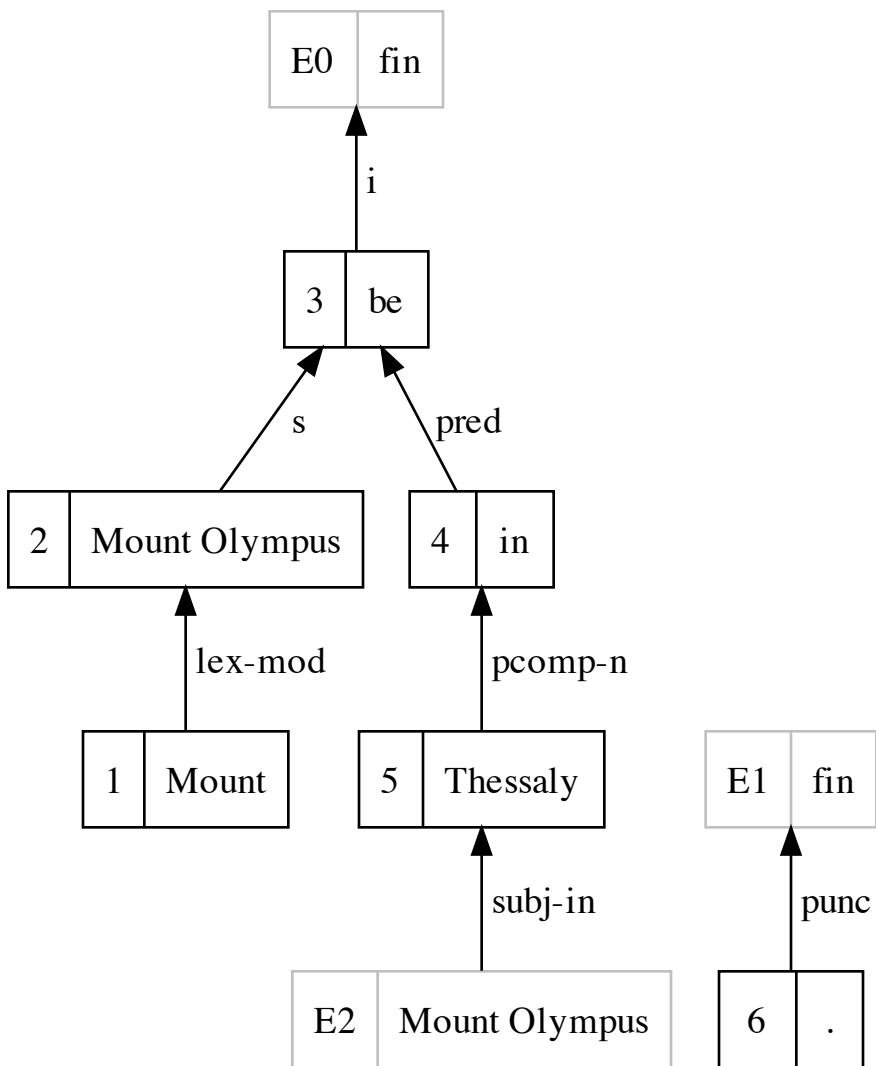 E0 fin
i
3 be
s pred
2 Mount Olympus 4 in
lex-mod pcomp-n
1 Mount 5 Thessaly E1 fin
subj-in punc
E2 Mount Olympus 6 .